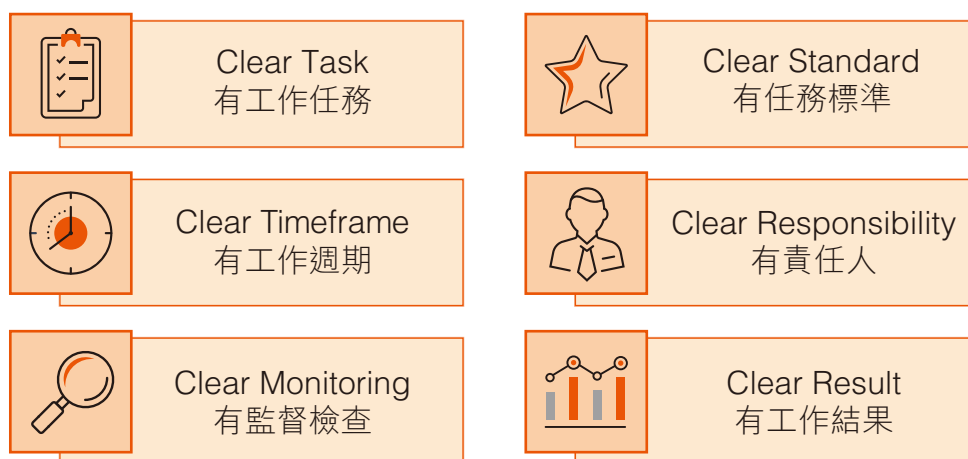 Clear Task
有工作任務
Clear Standard
有任務標準
Clear Timeframe
有工作週期
Clear Responsibility
有責任人
Clear Monitoring
有監督檢查
Clear Result
有工作結果